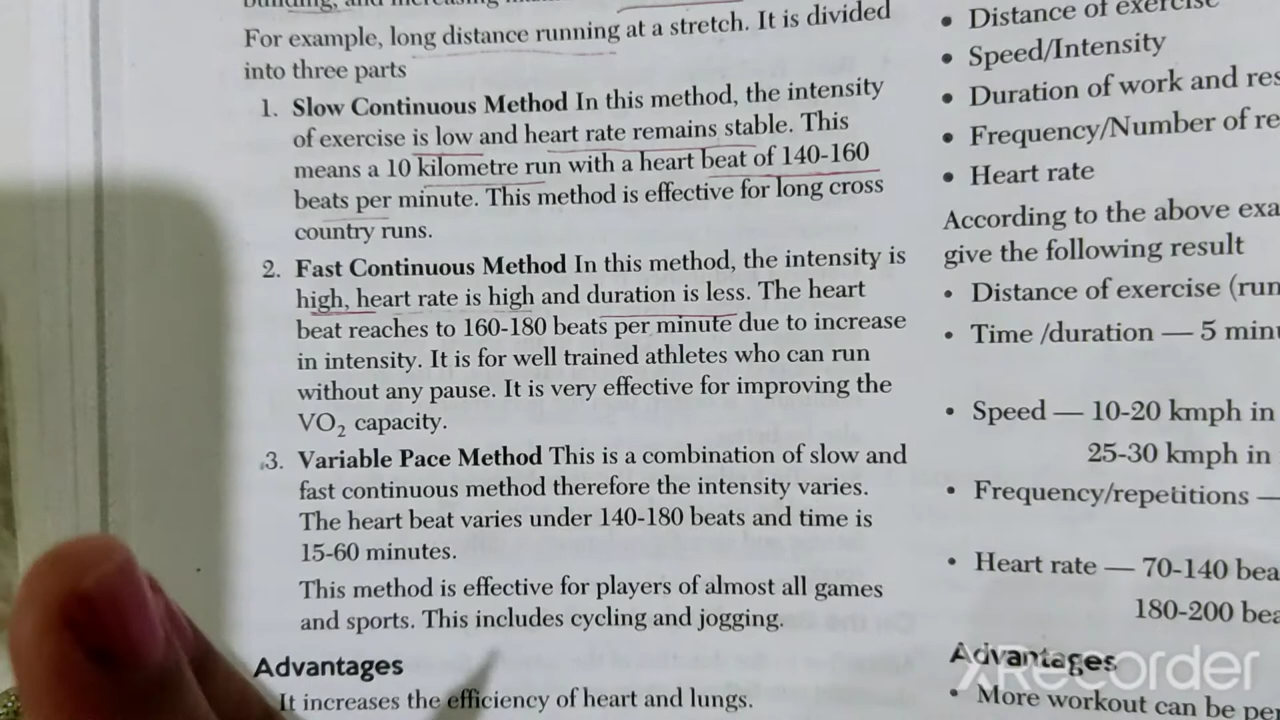 For example, long distance running at a stretch. It is divided
into three parts
1. Slow Continuous Method In this method, the intensity
of exercise is low and heart rate remains stable. This
means a 10 kilometre run with a heart beat of 140-160
beats per minute. This method is effective for long cross
country runs.
2. Fast Continuous Method In this method, the intensity is
high, heart rate is high and duration is less. The heart
beat reaches to 160-180 beats per minute due to increase
in intensity. It is for well trained athletes who can run
without any pause. It is very effective for improving the
VO₂ capacity.
3. Variable Pace Method This is a combination of slow and
fast continuous method therefore the intensity varies.
The heart beat varies under 140-180 beats and time is
15-60 minutes.
This method is effective for players of almost all games
and sports. This includes cycling and jogging.
Advantages
It increases the efficiency of heart and lungs.
• Distance of exercise
• Speed/Intensity
• Duration of work and
• Frequency/Number of
• Heart rate
According to the above
give the following result
• Distance of exercise
• Time /duration — 5
• Speed — 10-20 kmph in
25-30 kmph in
• Frequency/repetitions —
• Heart rate — 70-140
180-200
Advantages
• More workout can be
XRecorder